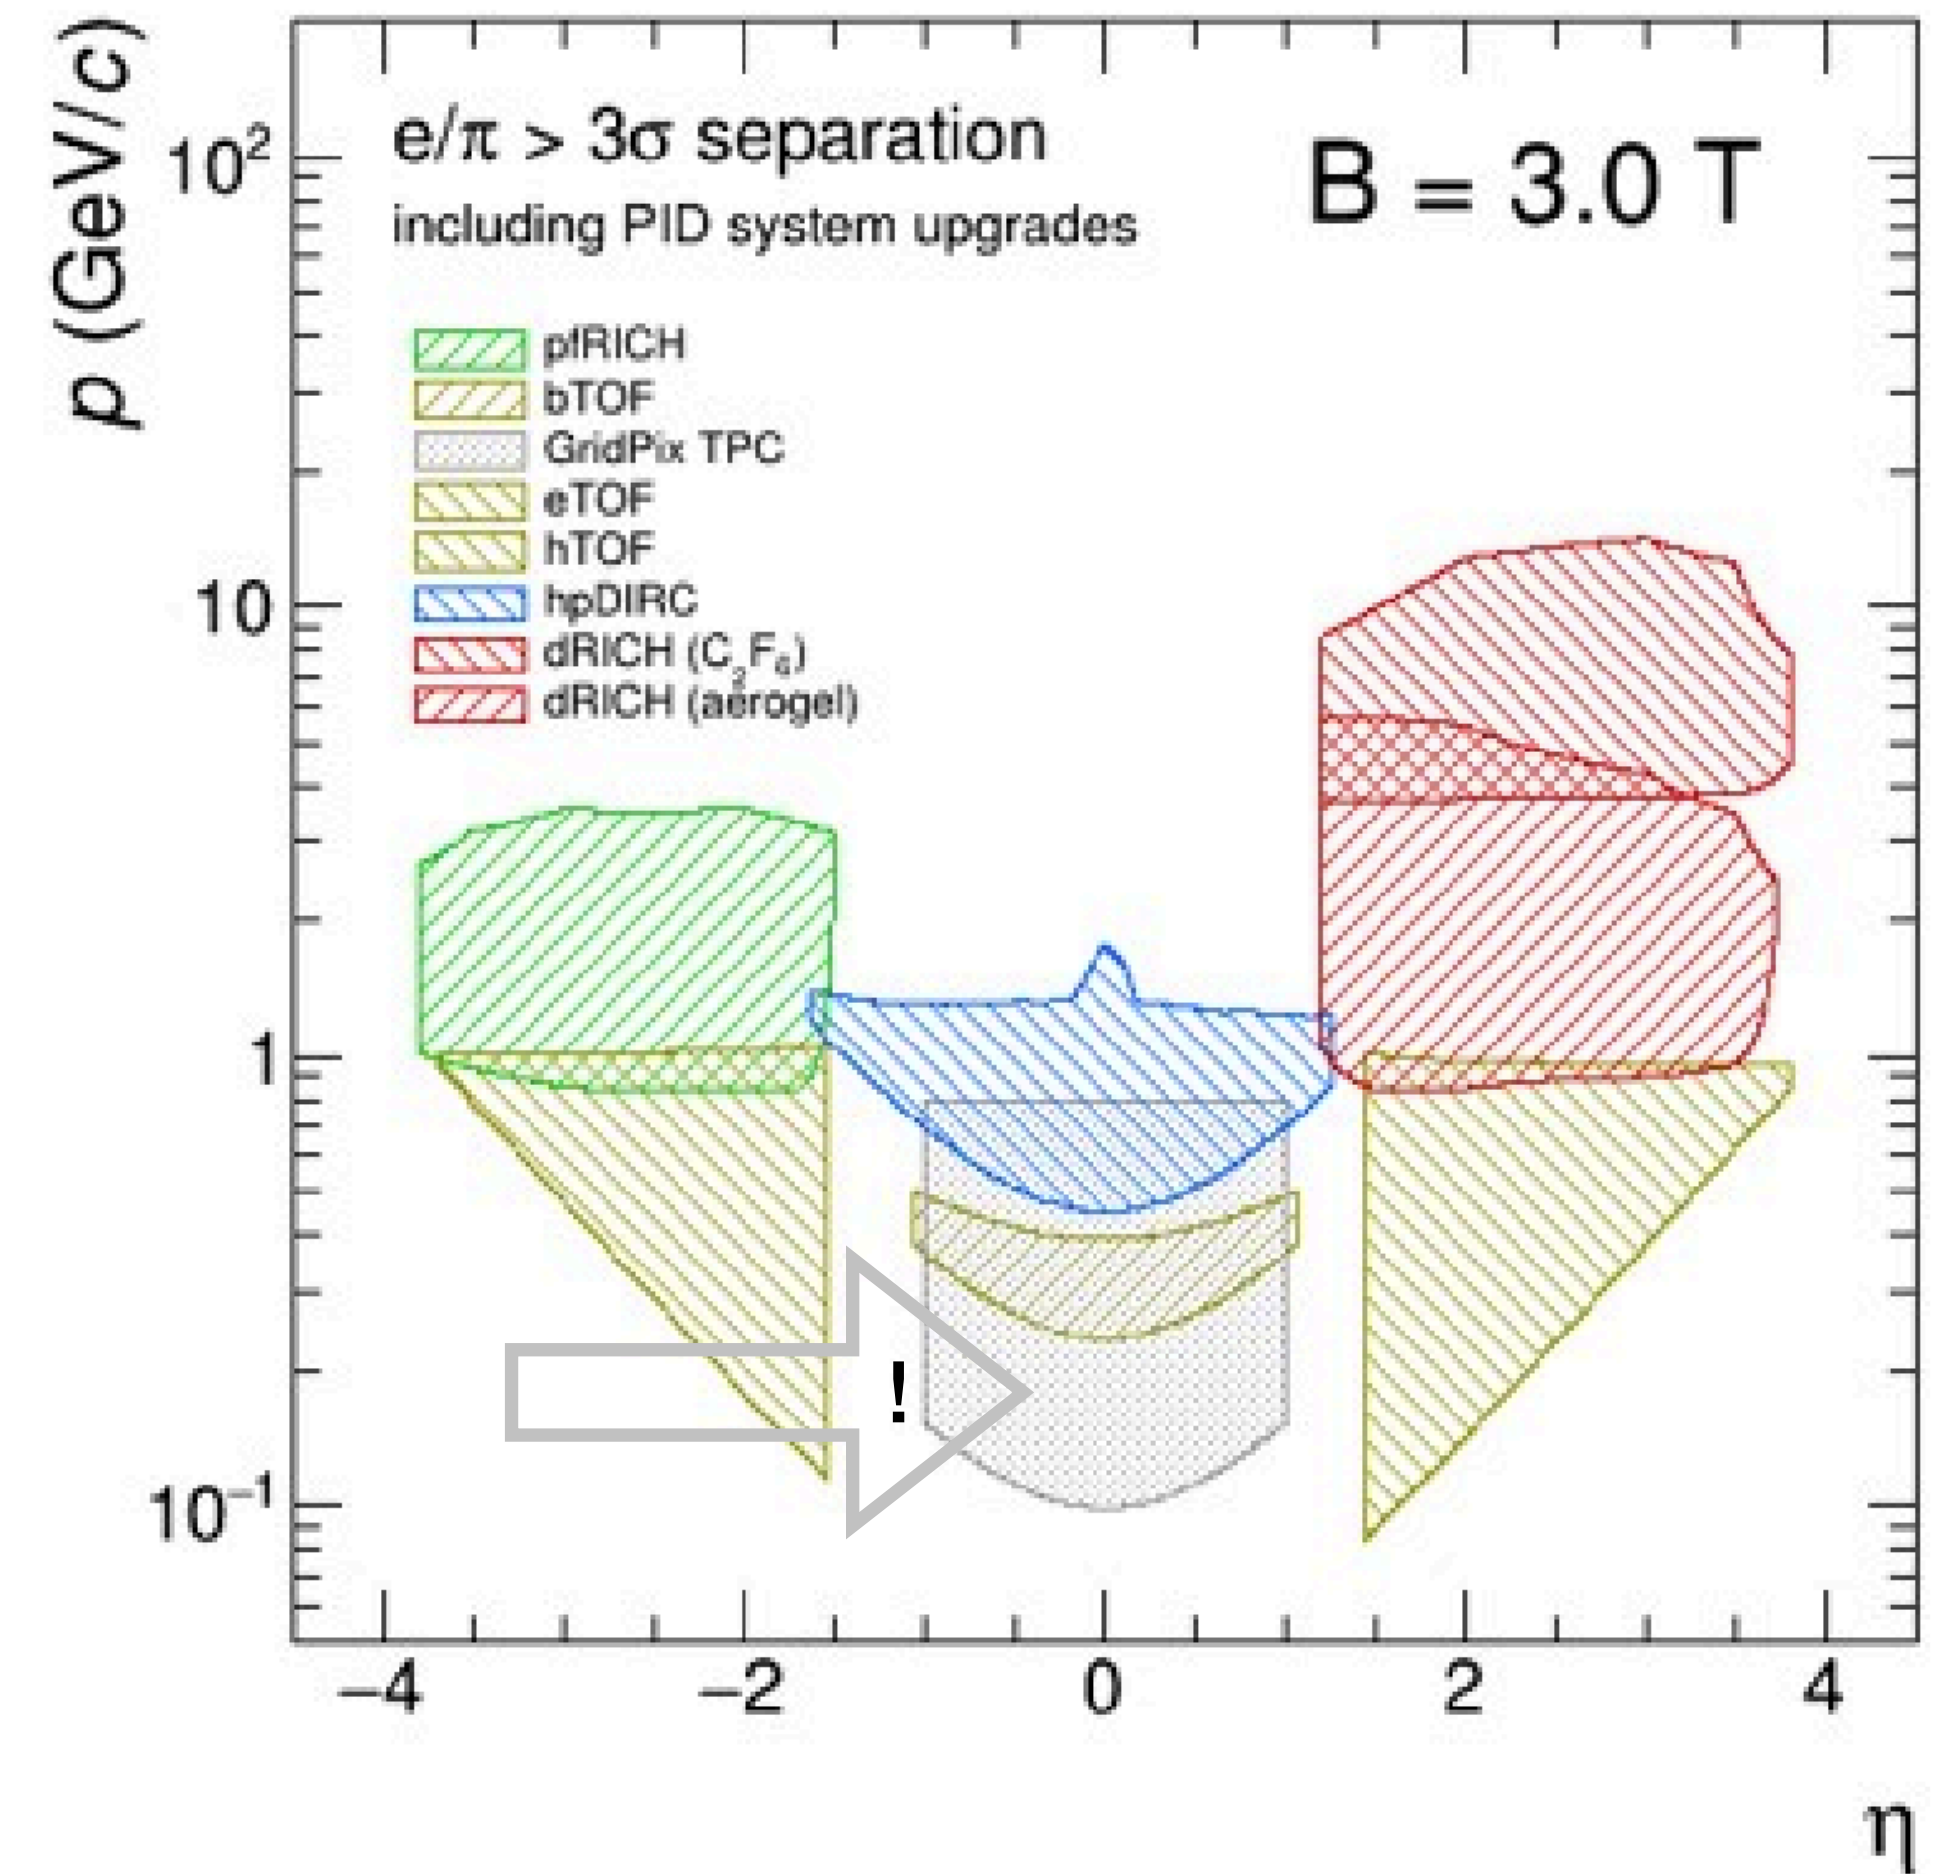 p (GeV/c)
e/π > 3σ separation
including PID system upgrades
B = 3.0 T
pfRICH
bTOF
GridPix TPC
eTOF
hTOF
hpDIRC
dRICH (C₂F₆)
dRICH (aerogel)
10²
10
1
10⁻¹
!
−4 −2 0 2 4
η